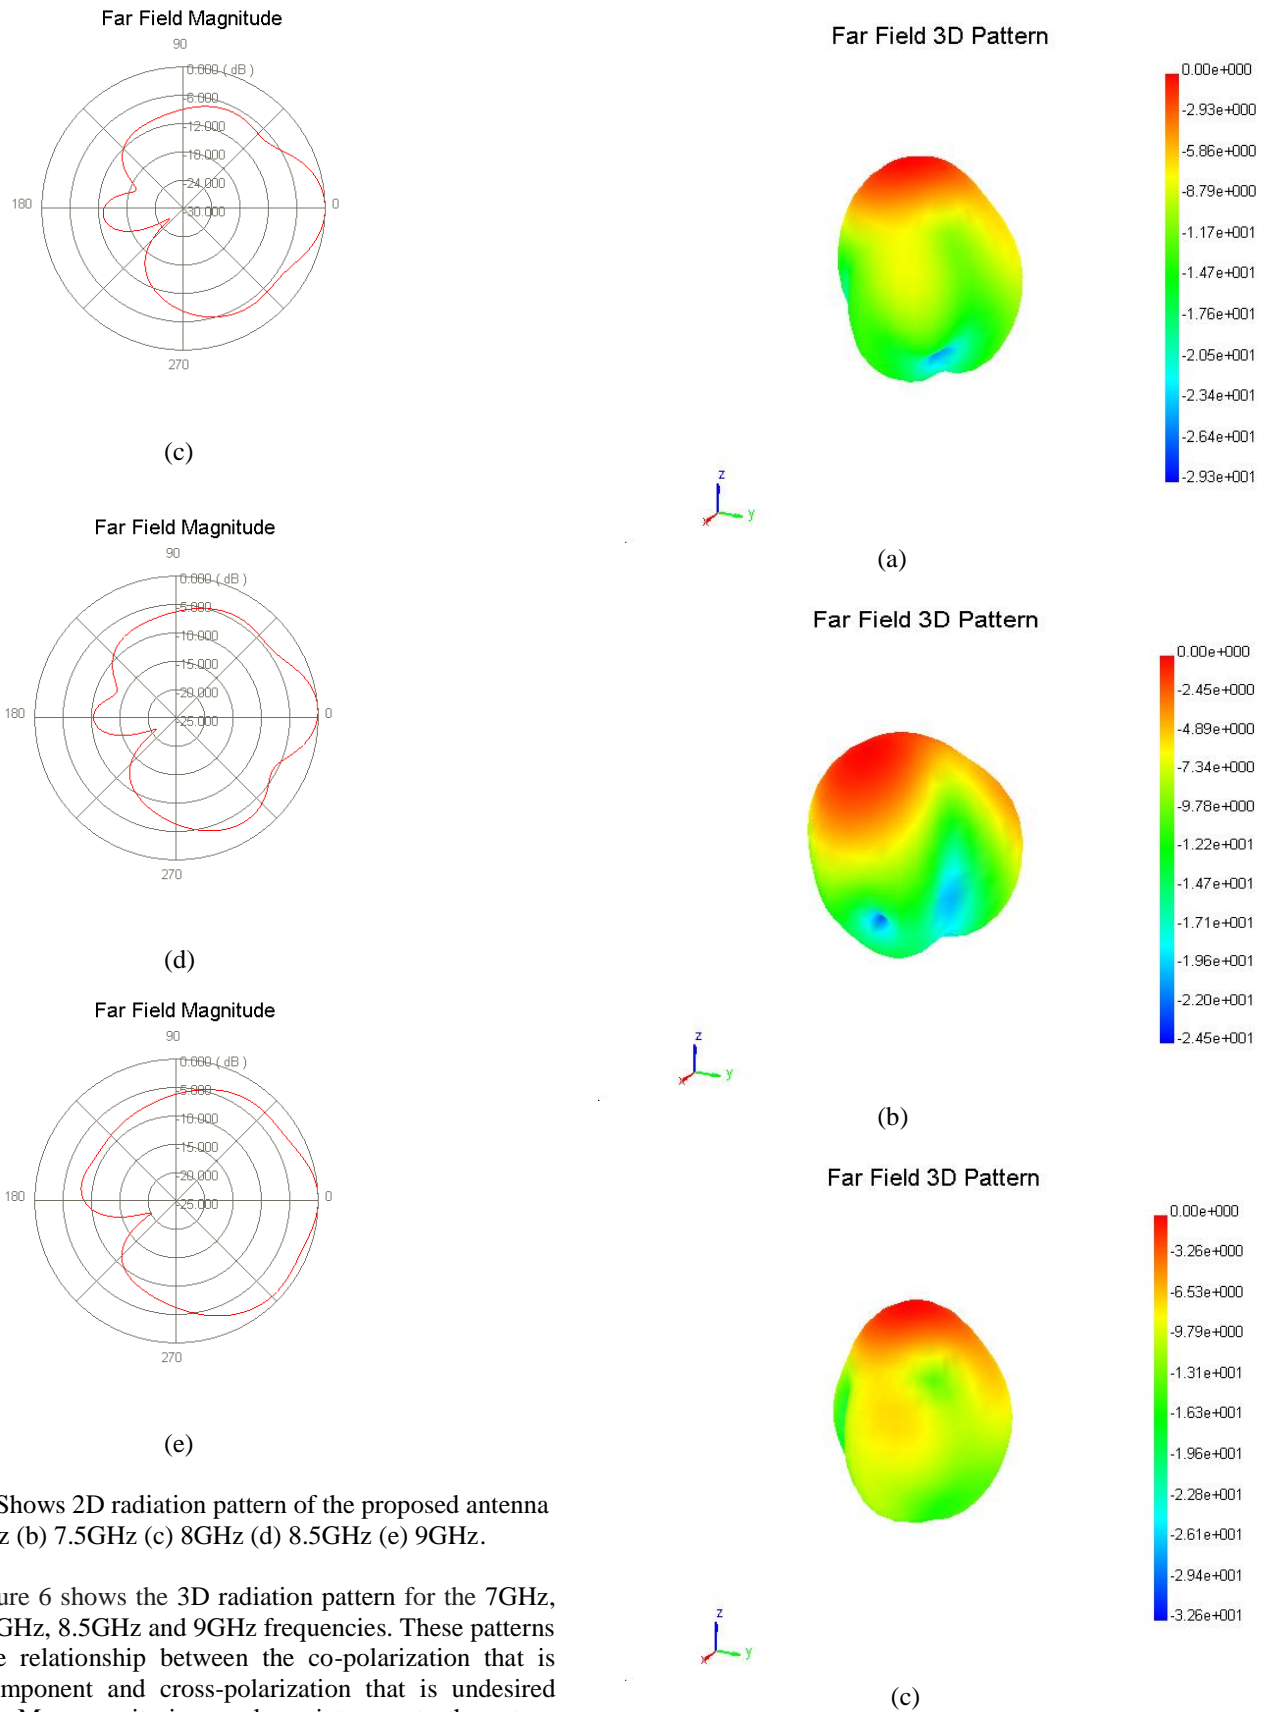 Far Field Magnitude
90
0.000 ( dB )
-6.000
-12.000
-18.000
-24.000
-30.000
180
0
270
(c)
Far Field Magnitude
90
0.000 ( dB )
-5.000
-10.000
-15.000
-20.000
-25.000
180
0
270
(d)
Far Field Magnitude
90
0.000 ( dB )
-5.000
-10.000
-15.000
-20.000
-25.000
180
0
270
(e)
Shows 2D radiation pattern of the proposed antenna
z (b) 7.5GHz (c) 8GHz (d) 8.5GHz (e) 9GHz.
ure 6 shows the 3D radiation pattern for the 7GHz,
GHz, 8.5GHz and 9GHz frequencies. These patterns
e relationship between the co-polarization that is
mponent and cross-polarization that is undesired
Far Field 3D Pattern
0.00e+000
-2.93e+000
-5.86e+000
-8.79e+000
-1.17e+001
-1.47e+001
-1.76e+001
-2.05e+001
-2.34e+001
-2.64e+001
-2.93e+001
z
x
y
(a)
Far Field 3D Pattern
0.00e+000
-2.45e+000
-4.89e+000
-7.34e+000
-9.78e+000
-1.22e+001
-1.47e+001
-1.71e+001
-1.96e+001
-2.20e+001
-2.45e+001
z
x
y
(b)
Far Field 3D Pattern
0.00e+000
-3.26e+000
-6.53e+000
-9.79e+000
-1.31e+001
-1.63e+001
-1.96e+001
-2.28e+001
-2.61e+001
-2.94e+001
-3.26e+001
z
x
y
(c)